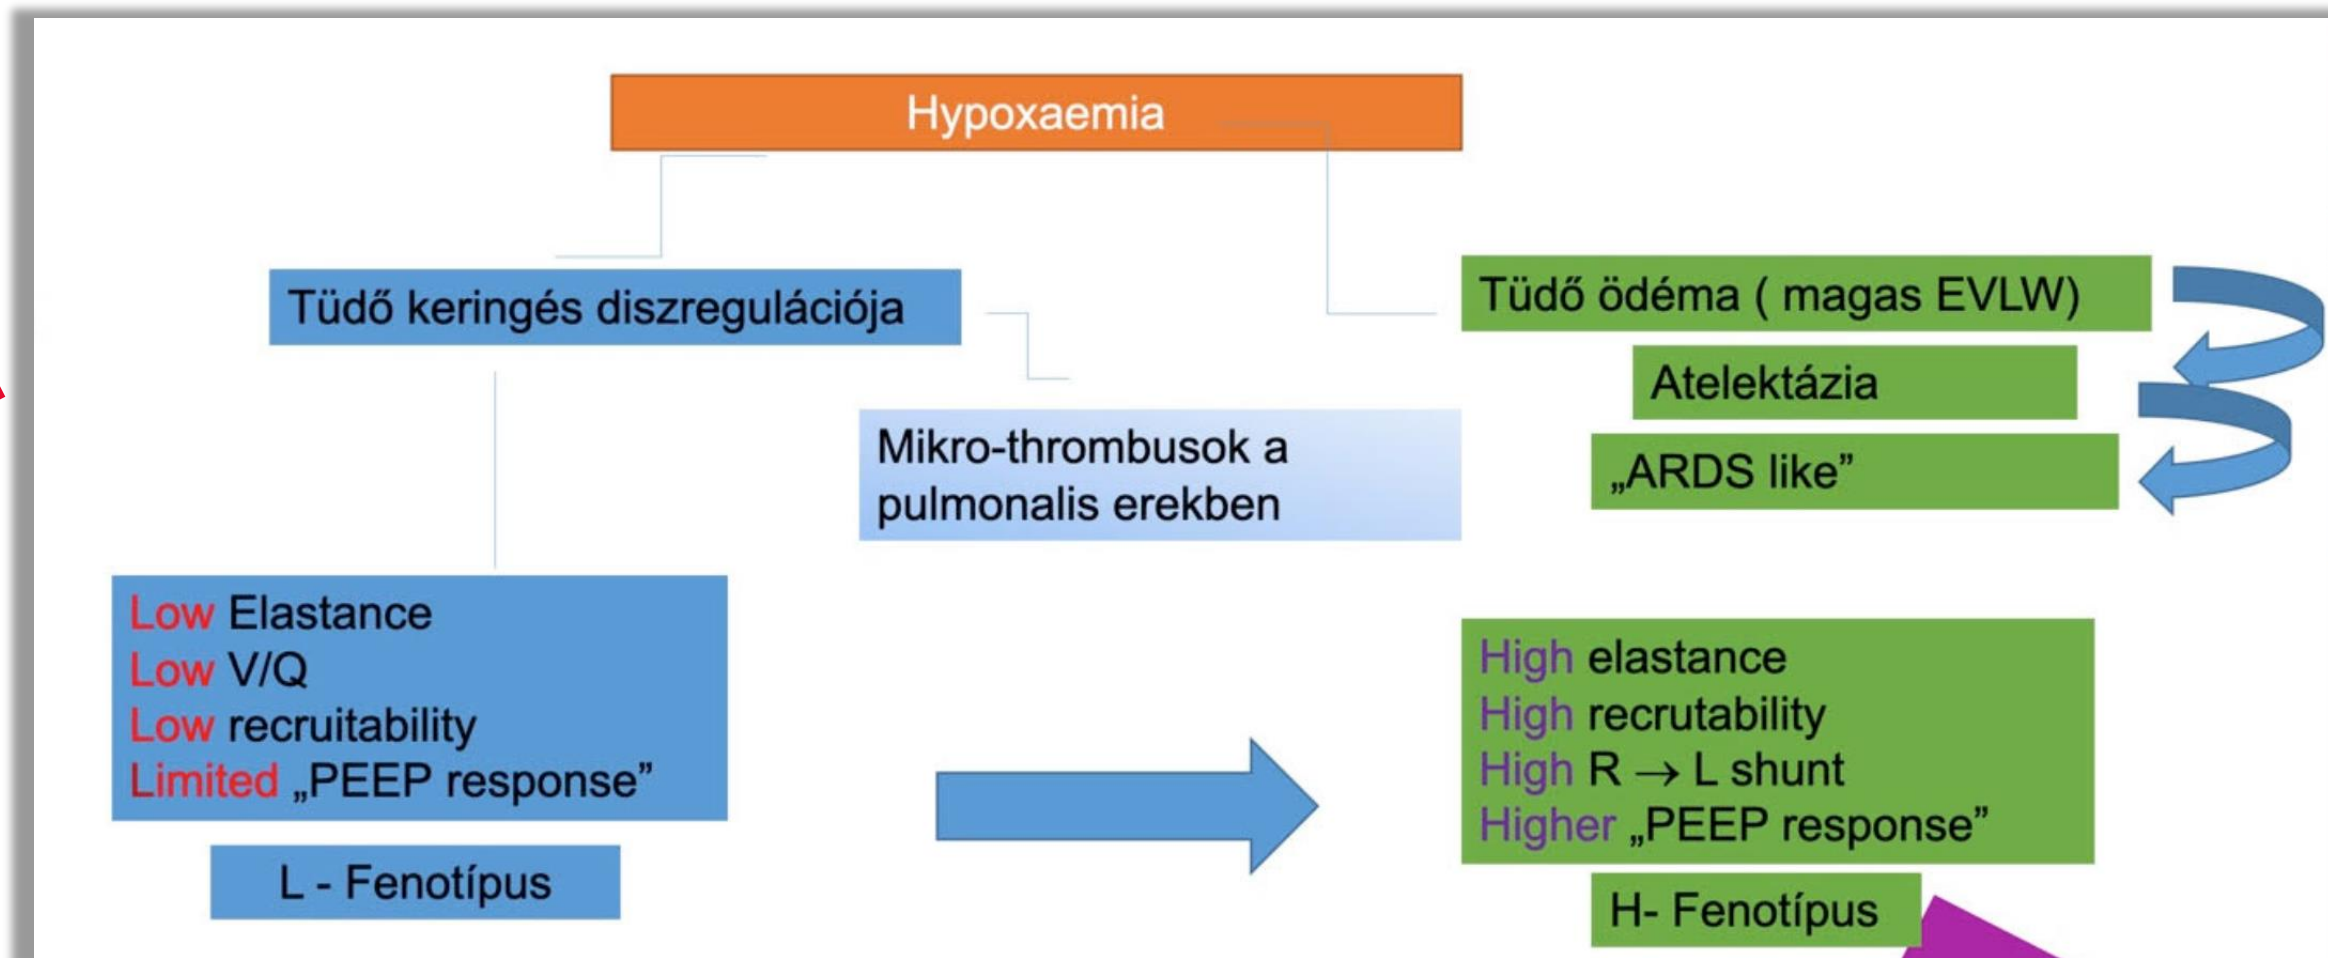 Hypoxaemia
Tüdő keringés diszregulációja
Tüdő ödéma ( magas EVLW)
Atelektázia
„ARDS like”
Mikro-thrombusok a
pulmonalis erekben
Low Elastance
Low V/Q
Low recruitability
Limited „PEEP response”
L - Fenotípus
High elastance
High recrutability
High R → L shunt
Higher „PEEP response”
H- Fenotípus